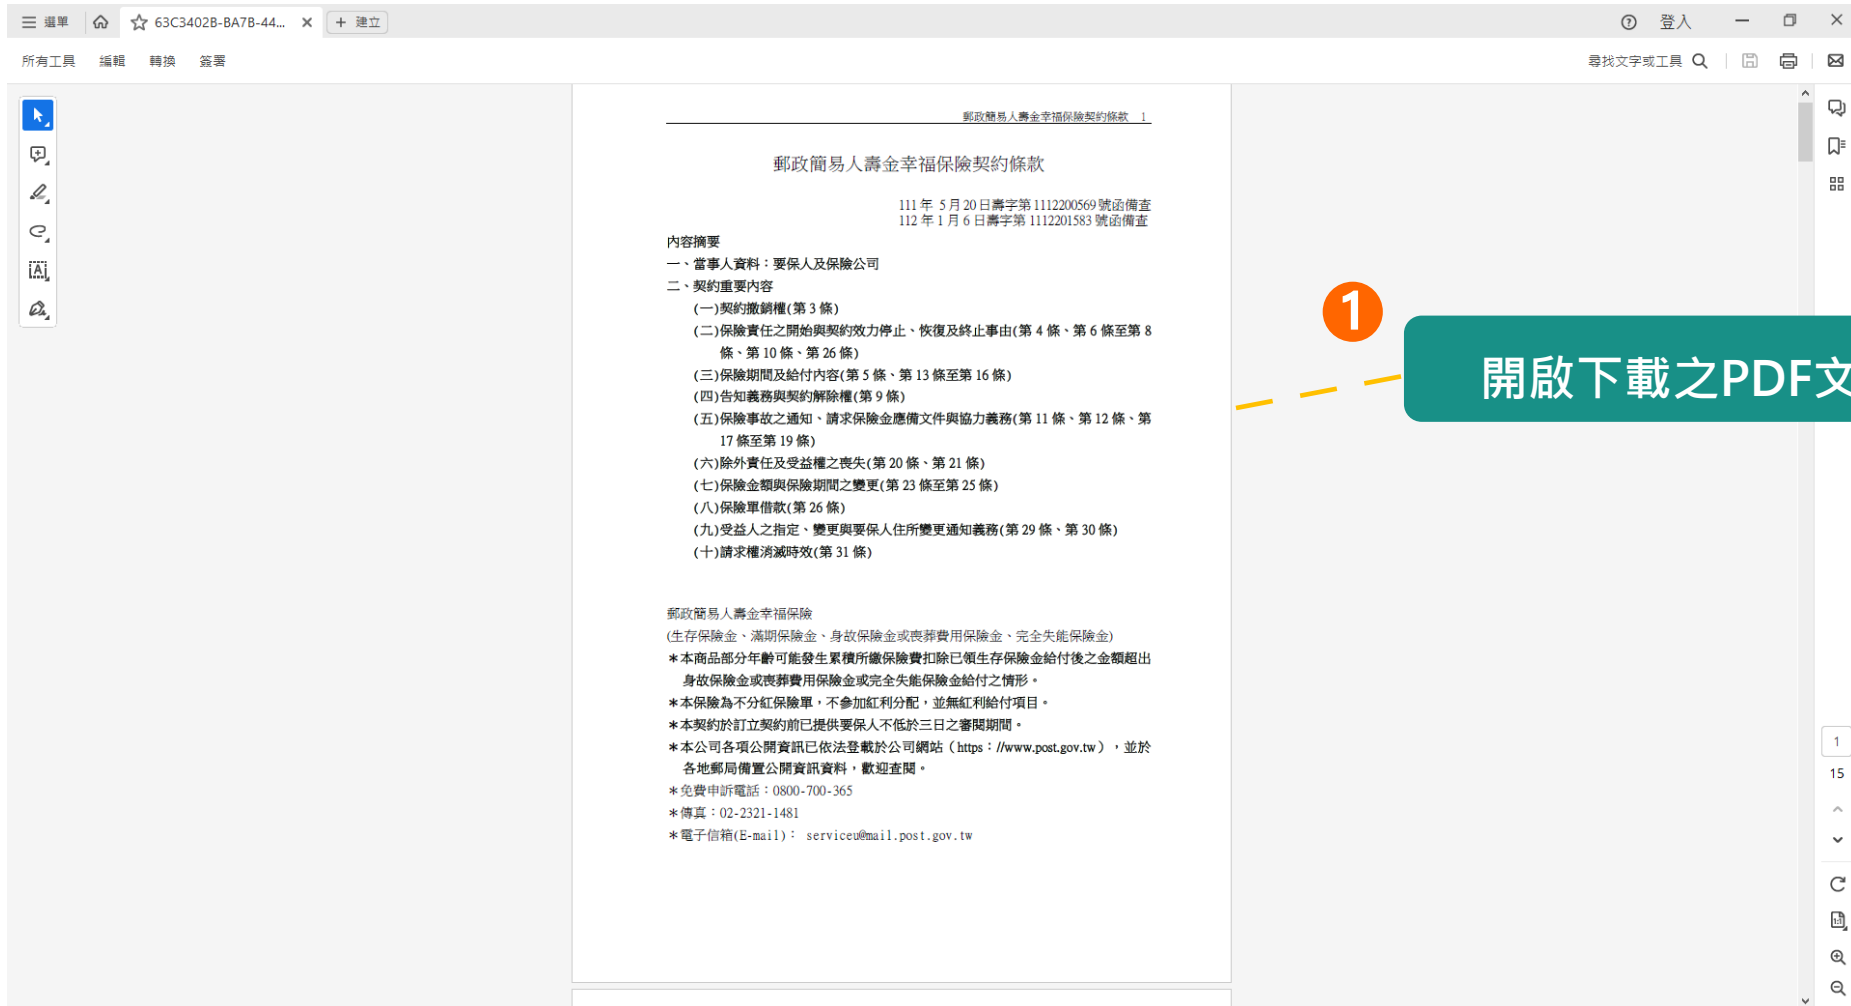 選單
63C3402B-BA7B-44...
建立
登入
所有工具 編輯 轉換 簽署
尋找文字或工具
郵政簡易人壽金幸福保險契約條款 1
郵政簡易人壽金幸福保險契約條款
111 年 5 月 20 日壽字第 1112200569 號函備查
112 年 1 月 6 日壽字第 1112201583 號函備查
內容摘要
一、當事人資料：要保人及保險公司
二、契約重要內容
(一)契約撤銷權(第 3 條)
(二)保險責任之開始與契約效力停止、恢復及終止事由(第 4 條、第 6 條至第 8
條、第 10 條、第 26 條)
(三)保險期間及給付內容(第 5 條、第 13 條至第 16 條)
(四)告知義務與契約解除權(第 9 條)
(五)保險事故之通知、請求保險金應備文件與協力義務(第 11 條、第 12 條、第
17 條至第 19 條)
(六)除外責任及受益權之喪失(第 20 條、第 21 條)
(七)保險金額與保險期間之變更(第 23 條至第 25 條)
(八)保險單借款(第 26 條)
(九)受益人之指定、變更與要保人住所變更通知義務(第 29 條、第 30 條)
(十)請求權消滅時效(第 31 條)
郵政簡易人壽金幸福保險
(生存保險金、滿期保險金、身故保險金或喪葬費用保險金、完全失能保險金)
＊本商品部分年齡可能發生累積所繳保險費扣除已領生存保險金給付後之金額超出
身故保險金或喪葬費用保險金或完全失能保險金給付之情形。
＊本保險為不分紅保險單，不參加紅利分配，並無紅利給付項目。
＊本契約於訂立契約前已提供要保人不低於三日之審閱期間。
＊本公司各項公開資訊已依法登載於公司網站（https：//www.post.gov.tw），並於
各地郵局備置公開資訊資料，歡迎查閱。
＊免費申訴電話：0800-700-365
＊傳真：02-2321-1481
＊電子信箱(E-mail)： serviceu@mail.post.gov.tw
1
開啟下載之PDF文
1
15